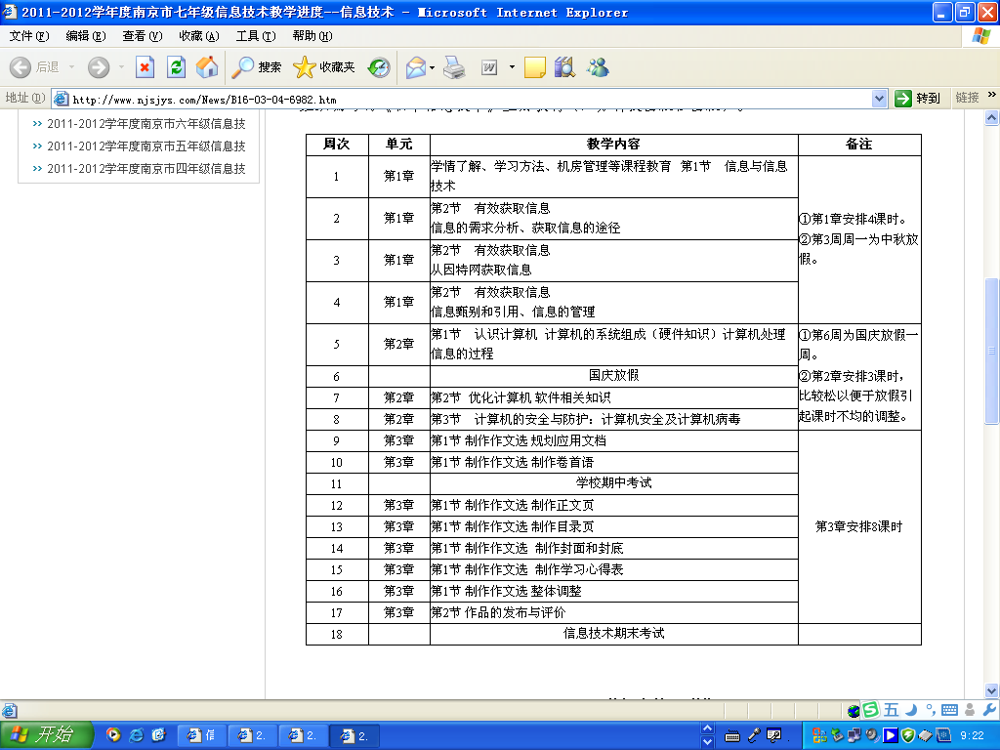 2011-2012学年度南京市七年级信息技术教学进度--信息技术 - Microsoft Internet Explorer
文件(F) 编辑(E) 查看(V) 收藏(A) 工具(T) 帮助(H)
后退 搜索 收藏夹
地址(D) http://www.njsjys.com/News/B16-03-04-6982.htm 转到 链接 »
2011-2012学年度南京市六年级信息技
2011-2012学年度南京市五年级信息技
2011-2012学年度南京市四年级信息技
周次 单元 教学内容 备注
1 第1章 学情了解、学习方法、机房管理等课程教育 第1节 信息与信息
技术
2 第1章 第2节 有效获取信息
信息的需求分析、获取信息的途径
3 第1章 第2节 有效获取信息
从因特网获取信息
4 第1章 第2节 有效获取信息
信息甄别和引用、信息的管理
①第1章安排4课时。
②第3周周一为中秋放
假。
5 第2章 第1节 认识计算机 计算机的系统组成（硬件知识）计算机处理
信息的过程
6 国庆放假
7 第2章 第2节 优化计算机 软件相关知识
8 第2章 第3节 计算机的安全与防护：计算机安全及计算机病毒
①第6周为国庆放假一
周。
②第2章安排3课时，
比较松以便于放假引
起课时不均的调整。
9 第3章 第1节 制作作文选 规划应用文档
10 第3章 第1节 制作作文选 制作卷首语
11 学校期中考试
12 第3章 第1节 制作作文选 制作正文页
13 第3章 第1节 制作作文选 制作目录页
14 第3章 第1节 制作作文选 制作封面和封底
15 第3章 第1节 制作作文选 制作学习心得表
16 第3章 第1节 制作作文选 整体调整
17 第3章 第2节 作品的发布与评价
第3章安排8课时
18 信息技术期末考试
五
开始 信 2. 2. 2. 9:22